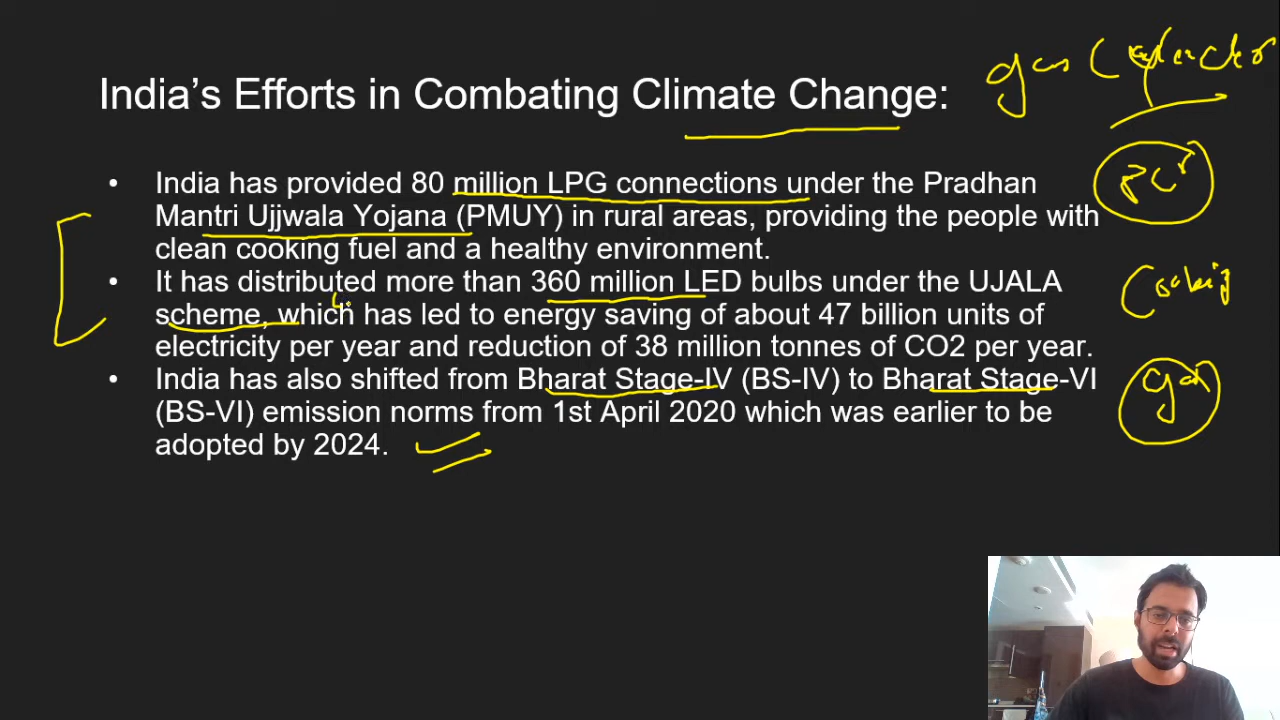 India's Efforts in Combating Climate Change:
gas
• India has provided 80 million LPG connections under the Pradhan
Mantri Ujjwala Yojana (PMUY) in rural areas, providing the people with
clean cooking fuel and a healthy environment.
• It has distributed more than 360 million LED bulbs under the UJALA
scheme, which has led to energy saving of about 47 billion units of
electricity per year and reduction of 38 million tonnes of CO2 per year.
• India has also shifted from Bharat Stage-IV (BS-IV) to Bharat Stage-VI
(BS-VI) emission norms from 1st April 2020 which was earlier to be
adopted by 2024.
Cooking
gas